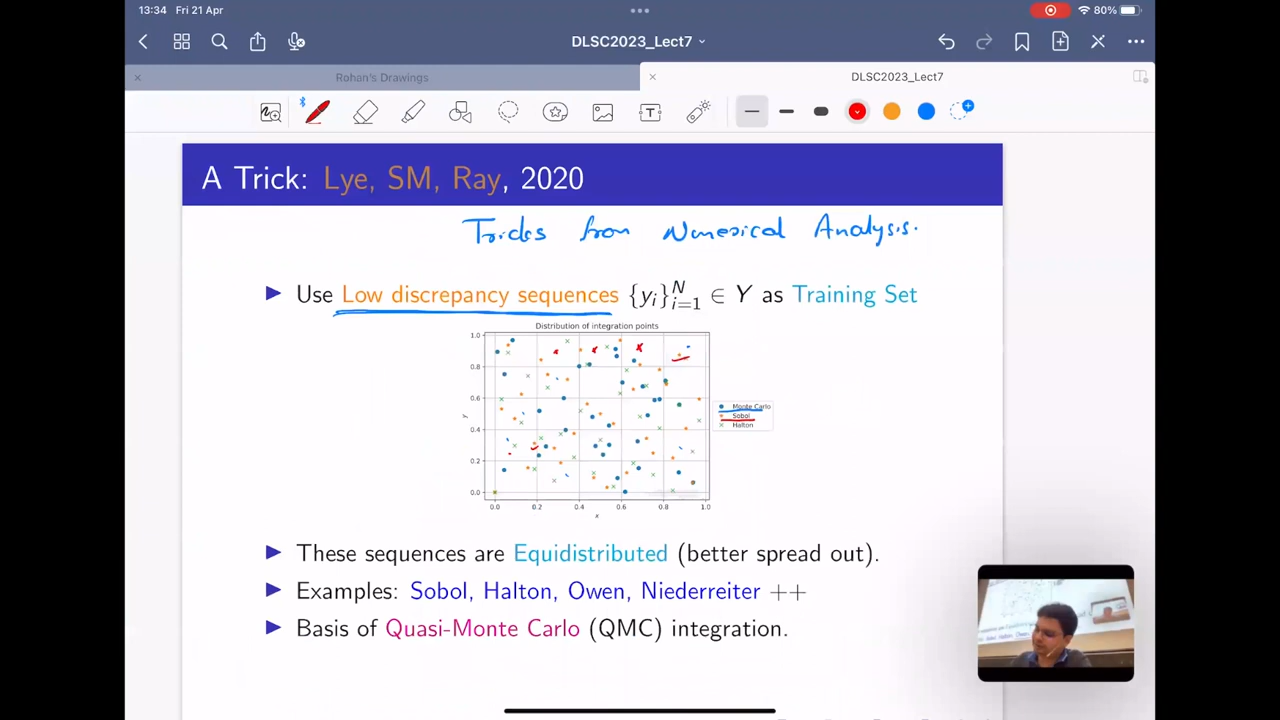 13:34 Fri 21 Apr
80%
DLSC2023_Lect7
Rohan's Drawings
DLSC2023_Lect7
A Trick: Lye, SM, Ray, 2020
Tricks from Numerical Analysis.
▶ Use Low discrepancy sequences {y_i}_{i=1}^N ∈ Y as Training Set
Distribution of integration points
1.0
0.8
0.6
0.4
0.2
0.0
y
0.0 0.2 0.4 0.6 0.8 1.0
x
Monte Carlo
Sobol
Halton
▶ These sequences are Equidistributed (better spread out).
▶ Examples: Sobol, Halton, Owen, Niederreiter ++
▶ Basis of Quasi-Monte Carlo (QMC) integration.